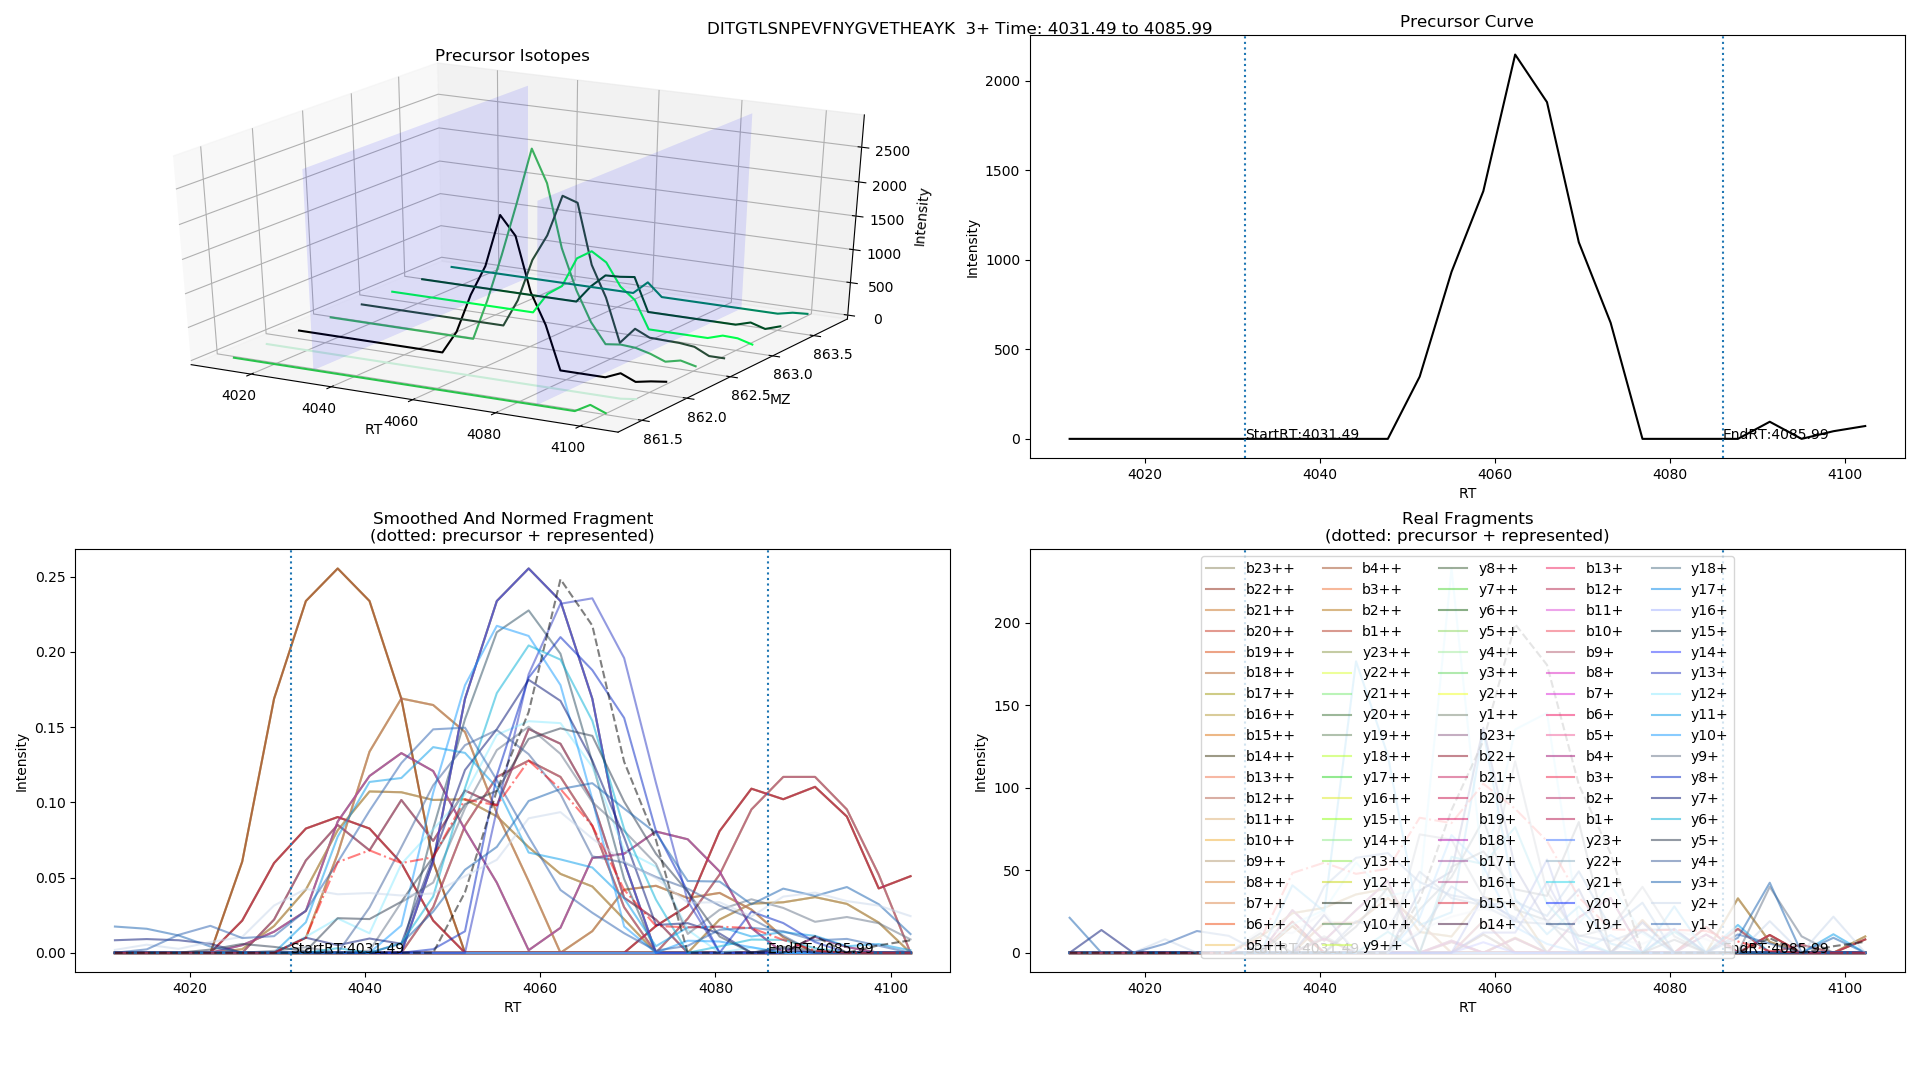 DITGTLSNPEVFNYGVETHEAYK  3+ Time: 4031.49 to 4085.99
Precursor Isotopes
2500
2000
1500
1000
500
0
Intensity
4020
4040
4060
4080
4100
RT
861.5
862.0
862.5
863.0
863.5
MZ
Precursor Curve
2000
1500
1000
500
0
Intensity
StartRT:4031.49
EndRT:4085.99
4020
4040
4060
4080
4100
RT
Smoothed And Normed Fragment
(dotted: precursor + represented)
0.25
0.20
0.15
0.10
0.05
0.00
Intensity
StartRT:4031.49
EndRT:4085.99
4020
4040
4060
4080
4100
RT
Real Fragments
(dotted: precursor + represented)
200
150
100
50
0
Intensity
b23++
b22++
b21++
b20++
b19++
b18++
b17++
b16++
b15++
b14++
b13++
b12++
b11++
b10++
b9++
b8++
b7++
b6++
b5++
b4++
b3++
b2++
b1++
y23++
y22++
y21++
y20++
y19++
y18++
y17++
y16++
y15++
y14++
y13++
y12++
y11++
y10++
y9++
y8++
y7++
y6++
y5++
y4++
y3++
y2++
y1++
b23+
b22+
b21+
b20+
b19+
b18+
b17+
b16+
b15+
b14+
b13+
b12+
b11+
b10+
b9+
b8+
b7+
b6+
b5+
b4+
b3+
b2+
b1+
y23+
y22+
y21+
y20+
y19+
y18+
y17+
y16+
y15+
y14+
y13+
y12+
y11+
y10+
y9+
y8+
y7+
y6+
y5+
y4+
y3+
y2+
y1+
StartRT:4031.49
EndRT:4085.99
4020
4040
4060
4080
4100
RT